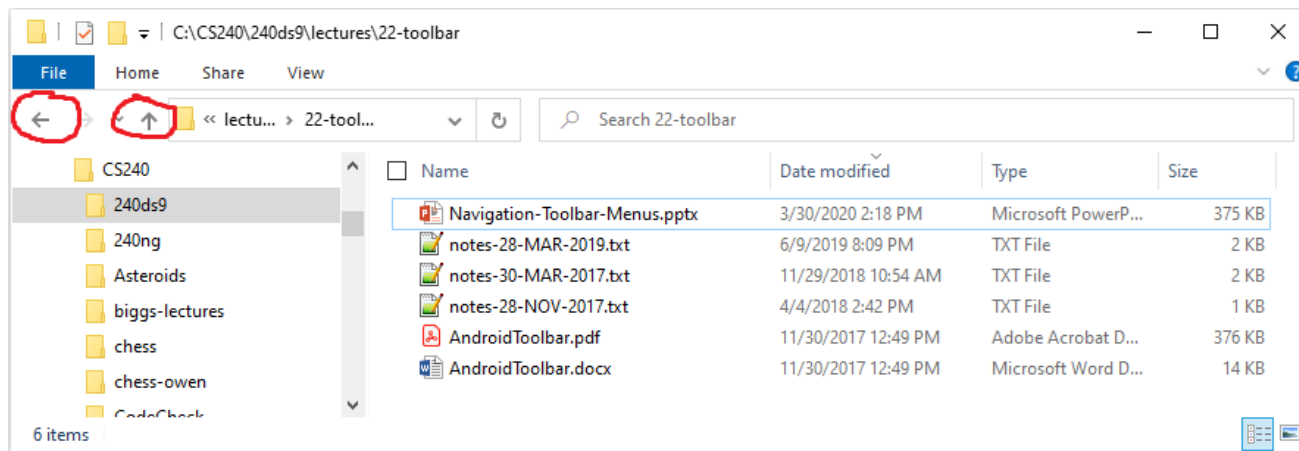 C:\CS240\240ds9\lectures\22-toolbar
File Home Share View ?
« lectu... > 22-tool... Search 22-toolbar
CS240
240ds9
240ng
Asteroids
biggs-lectures
chess
chess-owen
CodeCheck
Name Date modified Type Size
Navigation-Toolbar-Menus.pptx 3/30/2020 2:18 PM Microsoft PowerP... 375 KB
notes-28-MAR-2019.txt 6/9/2019 8:09 PM TXT File 2 KB
notes-30-MAR-2017.txt 11/29/2018 10:54 AM TXT File 2 KB
notes-28-NOV-2017.txt 4/4/2018 2:42 PM TXT File 1 KB
AndroidToolbar.pdf 11/30/2017 12:49 PM Adobe Acrobat D... 376 KB
AndroidToolbar.docx 11/30/2017 12:49 PM Microsoft Word D... 14 KB
6 items